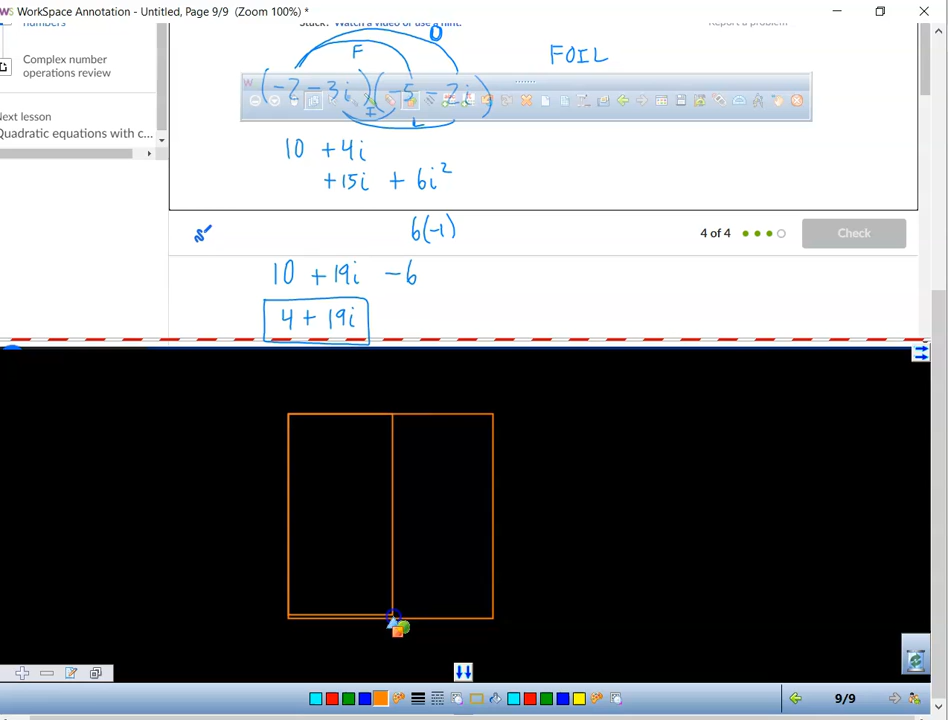 WorkSpace Annotation - Untitled, Page 9/9 (Zoom 100%) *
numbers
Complex number
operations review
Next lesson
Quadratic equations with c...
Stuck? Watch a video or use a hint.
Report a problem
F
O
FOIL
(-2 - 3i)(-5 - 2i)
I
L
10 + 4i
+15i + 6i²
6(-1)
4 of 4
Check
10 + 19i - 6
4 + 19i
9/9